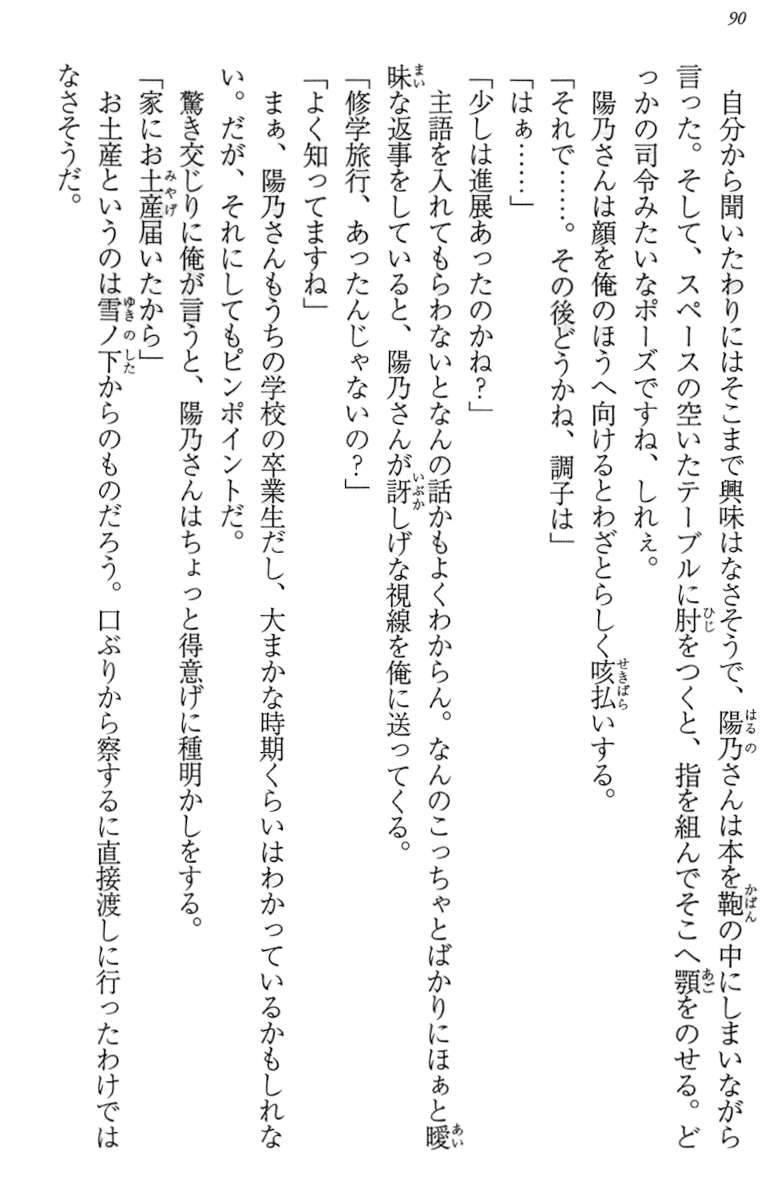 90
自分から聞いたわりにはそこまで興味はなさそうで、陽乃さんは本を鞄の中にしまいながら
言った。そして、スペースの空いたテーブルに肘をつくと、指を組んでそこへ顎をのせる。ど
っかの司令みたいなポーズですね、しれぇ。
陽乃さんは顔を俺のほうへ向けるとわざとらしく咳払いする。
「それで……。その後どうかね、調子は」
「はぁ……」
「少しは進展あったのかね?」
主語を入れてもらわないとなんの話かもよくわからん。なんのこっちゃとばかりにほぁと曖
昧な返事をしていると、陽乃さんが訝しげな視線を俺に送ってくる。
「修学旅行、あったんじゃないの?」
「よく知ってますね」
まぁ、陽乃さんもうちの学校の卒業生だし、大まかな時期くらいはわかっているかもしれな
い。だが、それにしてもピンポイントだ。
驚き交じりに俺が言うと、陽乃さんはちょっと得意げに種明かしをする。
「家にお土産届いたから」
お土産というのは雪ノ下からのものだろう。口ぶりから察するに直接渡しに行ったわけでは
なさそうだ。